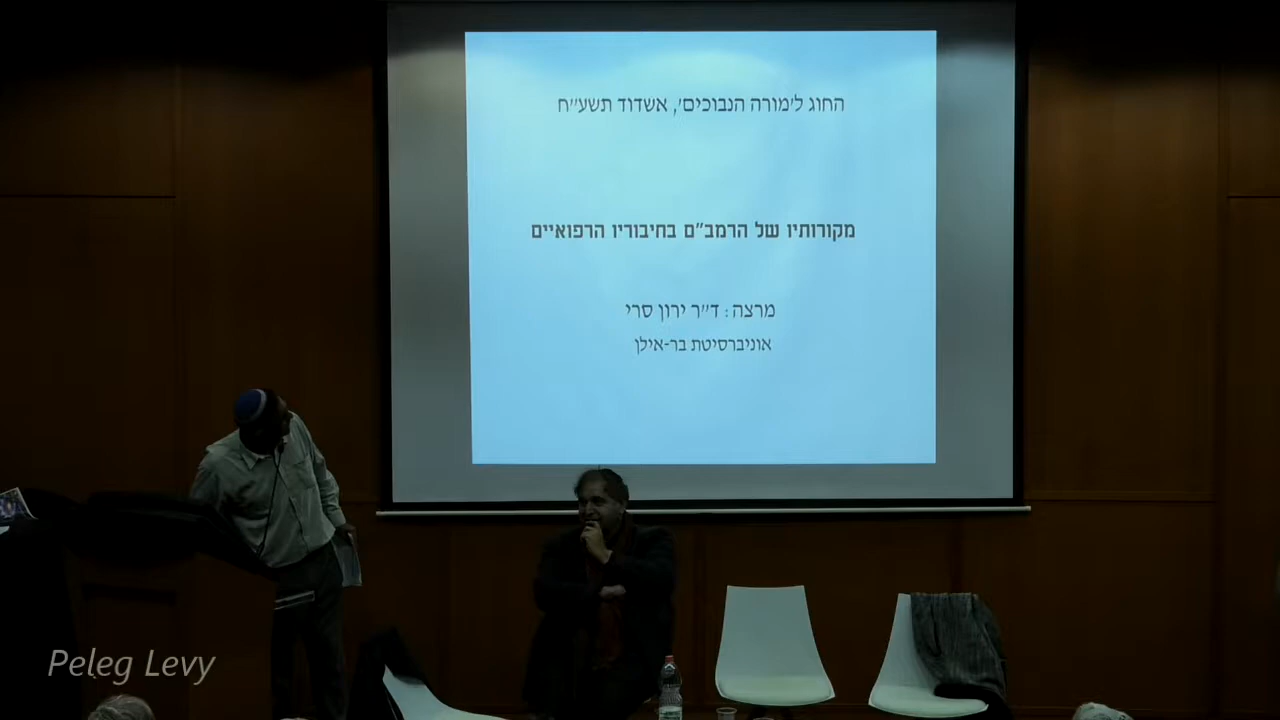 החוג ל'מורה הנבוכים', אשדוד תשע"ח
מקורותיו של הרמב"ם בחיבוריו הרפואיים
מרצה: ד"ר ירון סרי
אוניברסיטת בר-אילן
Peleg Levy